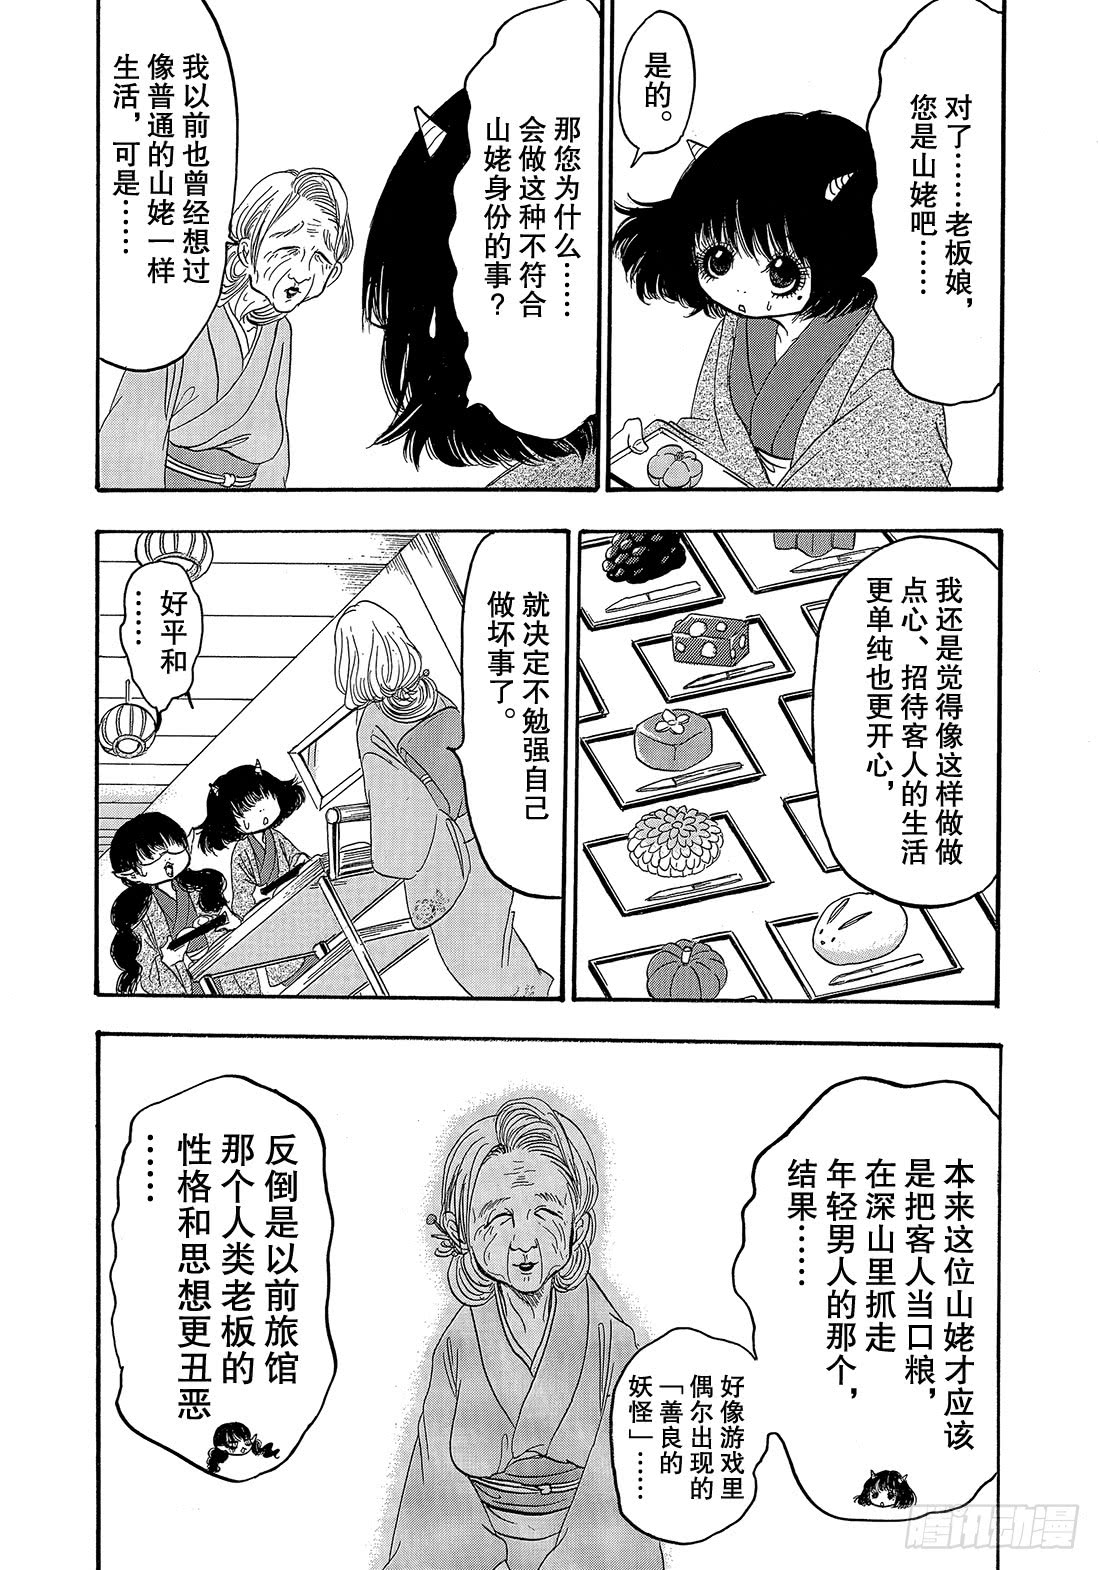 对了……老板娘，
您是山姥吧……
是的。
那您为什么……
会做这种不符合
山姥身份的事？
我以前也曾经想过
像普通的山姥一样
生活，可是……
我还是觉得像这样做做
点心、招待客人的生活
更单纯也更开心，
就决定不勉强自己
做坏事了。
好平和
……
本来这位山姥才应该
是把客人当口粮，
在深山里抓走
年轻男人的那个，
结果……
好像游戏里
偶尔出现的
「善良的
妖怪」……
反倒是以前旅馆
那个人类老板的
性格和思想更丑恶
……
腾讯动漫